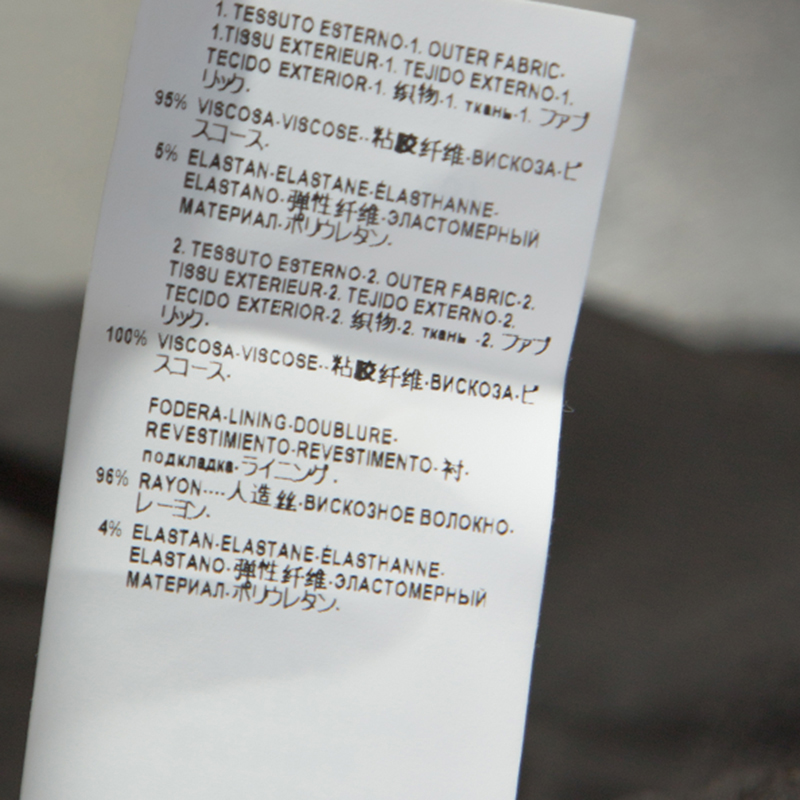 1. TESSUTO ESTERNO-1. OUTER FABRIC-
1.TISSU EXTERIEUR-1. TEJIDO EXTERNO-1.
TECIDO EXTERIOR-1. 织物-1. ткань-1. ファブ
リック.
95% VISCOSA-VISCOSE--粘胶纤维-ВИСКОЗА-ビ
スコース-
5% ELASTAN-ELASTANE-ÉLASTHANNE-
ELASTANO-弹性纤维-ЭЛАСТОМЕРНЫЙ
МАТЕРИАЛ-ポリウレタン-
2. TESSUTO ESTERNO-2. OUTER FABRIC-2.
TISSU EXTERIEUR-2. TEJIDO EXTERNO-2.
TECIDO EXTERIOR-2. 织物-2. ткань -2. ファブ
リック.
100% VISCOSA-VISCOSE--粘胶纤维-ВИСКОЗА-ビ
スコース-
FODERA-LINING-DOUBLURE-
REVESTIMIENTO-REVESTIMENTO-衬-
подкладка-ライニング-
96% RAYON----人造丝-ВИСКОЗНОЕ ВОЛОКНО-
レーヨン-
4% ELASTAN-ELASTANE-ÉLASTHANNE-
ELASTANO-弹性纤维-ЭЛАСТОМЕРНЫЙ
МАТЕРИАЛ-ポリウレタン-